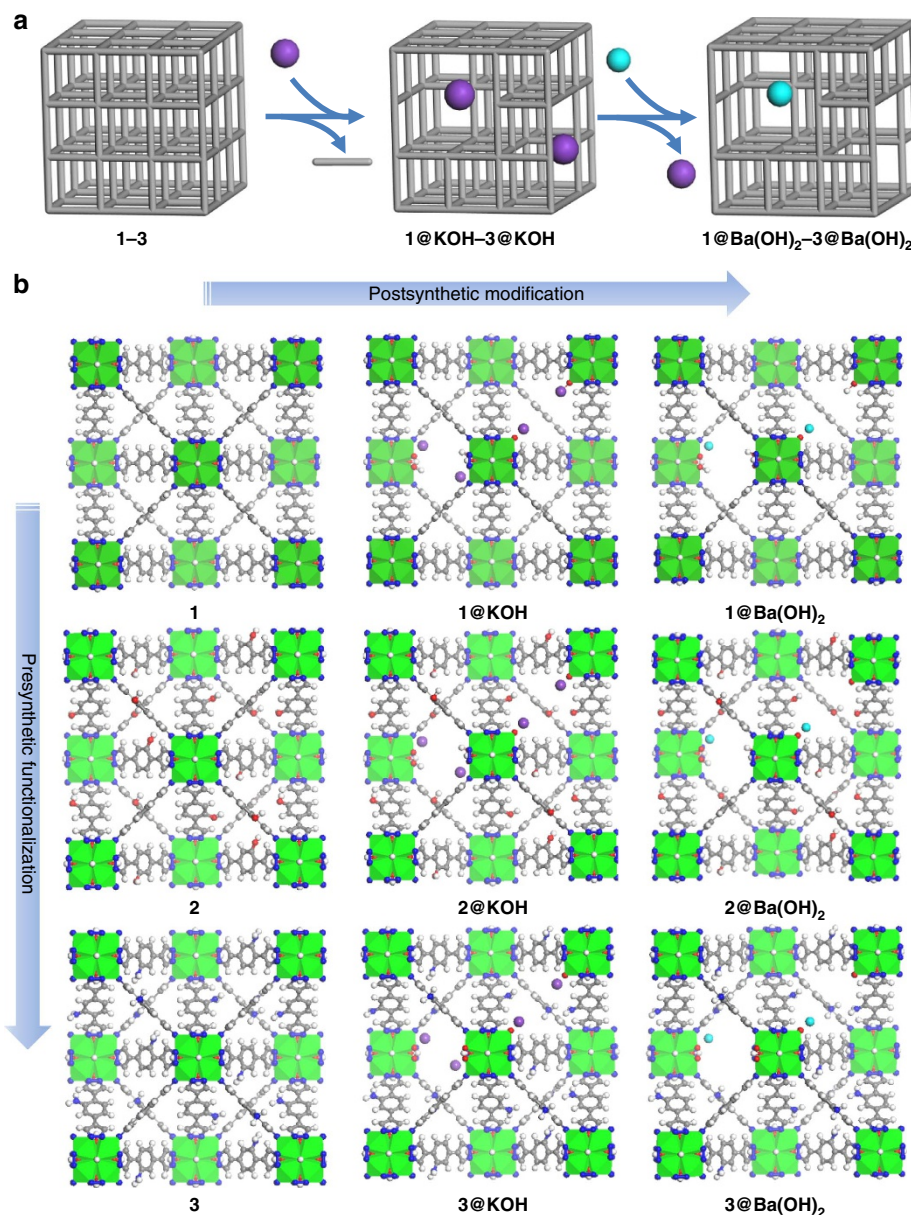 a
1–3
1@KOH–3@KOH
1@Ba(OH)₂–3@Ba(OH)₂
b
Postsynthetic modification
Presynthetic functionalization
1
1@KOH
1@Ba(OH)₂
2
2@KOH
2@Ba(OH)₂
3
3@KOH
3@Ba(OH)₂